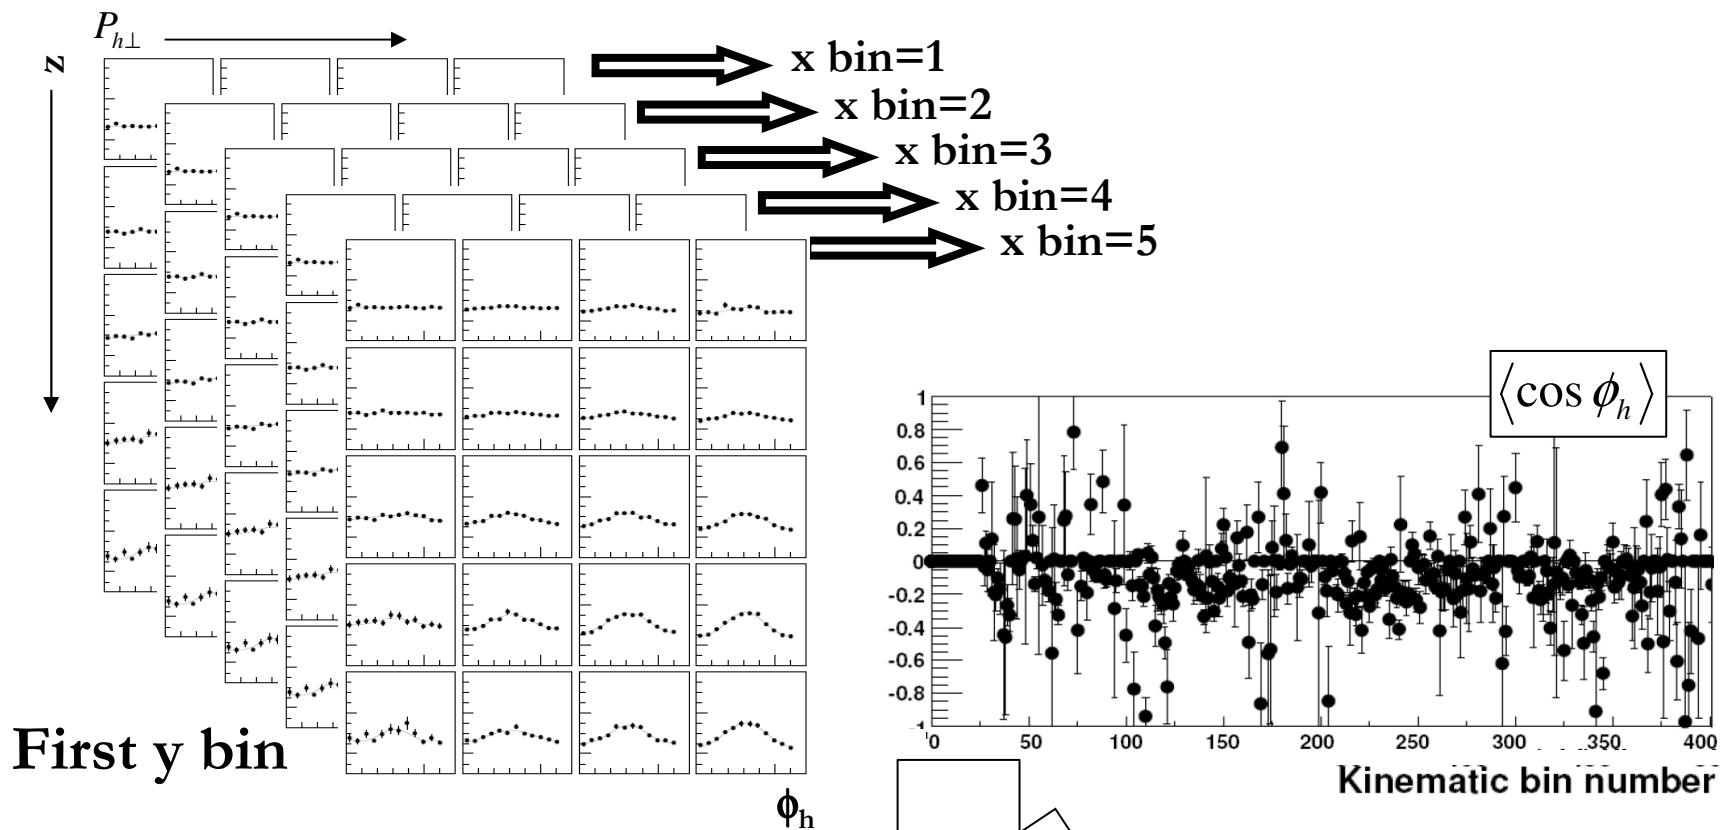 P_{h⊥}
z
x bin=1
x bin=2
x bin=3
x bin=4
x bin=5
First y bin
ϕ_h
⟨cos ϕ_h⟩
1
0.8
0.6
0.4
0.2
0
-0.2
-0.4
-0.6
-0.8
-1
0 50 100 150 200 250 300 350 400
Kinematic bin number